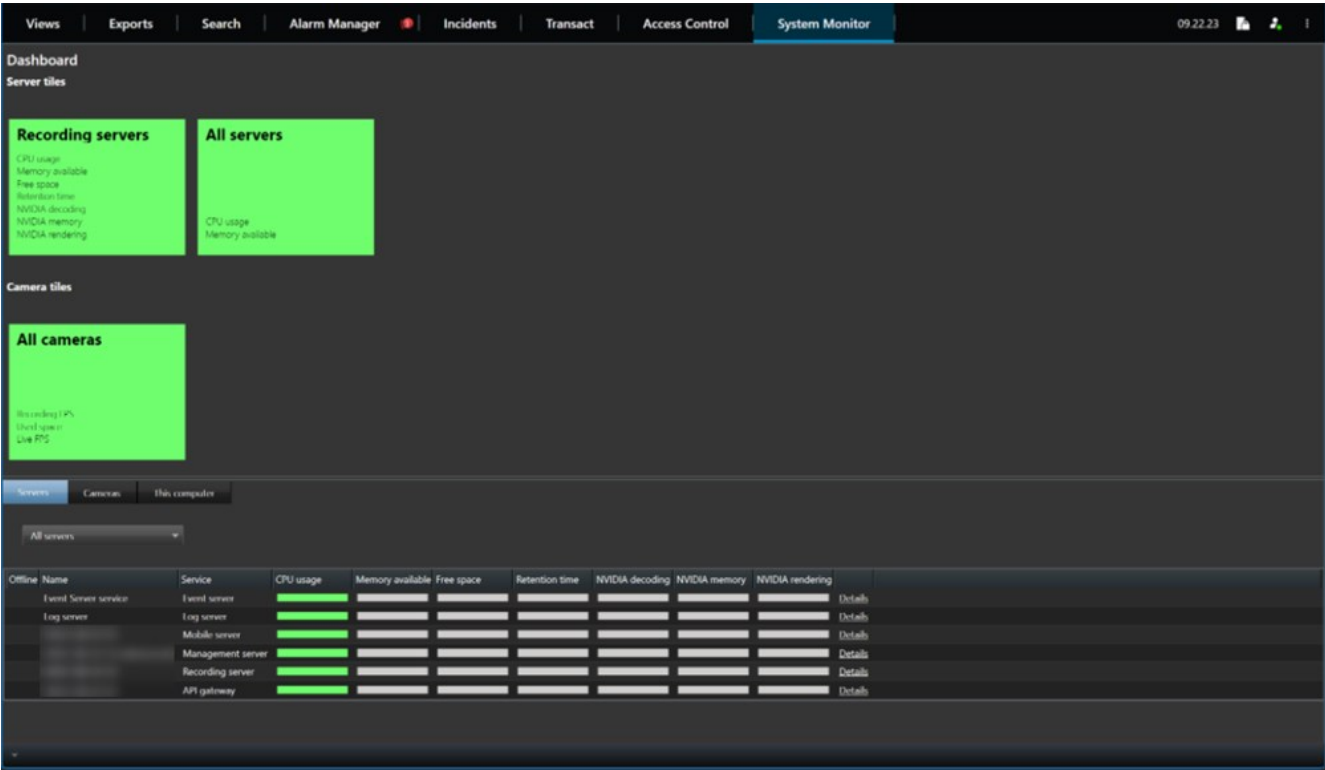 Views Exports Search Alarm Manager Incidents Transact Access Control System Monitor 09.22.23
Dashboard
Server tiles
Recording servers
CPU usage
Memory available
Free space
Retention time
NVIDIA decoding
NVIDIA memory
NVIDIA rendering
All servers
CPU usage
Memory available
Camera tiles
All cameras
Recording FPS
Used space
Live FPS
Servers Cameras This computer
All servers
Offline Name Service CPU usage Memory available Free space Retention time NVIDIA decoding NVIDIA memory NVIDIA rendering
Event Server service Event server Details
Log server Log server Details
Mobile server Details
Management server Details
Recording server Details
API gateway Details